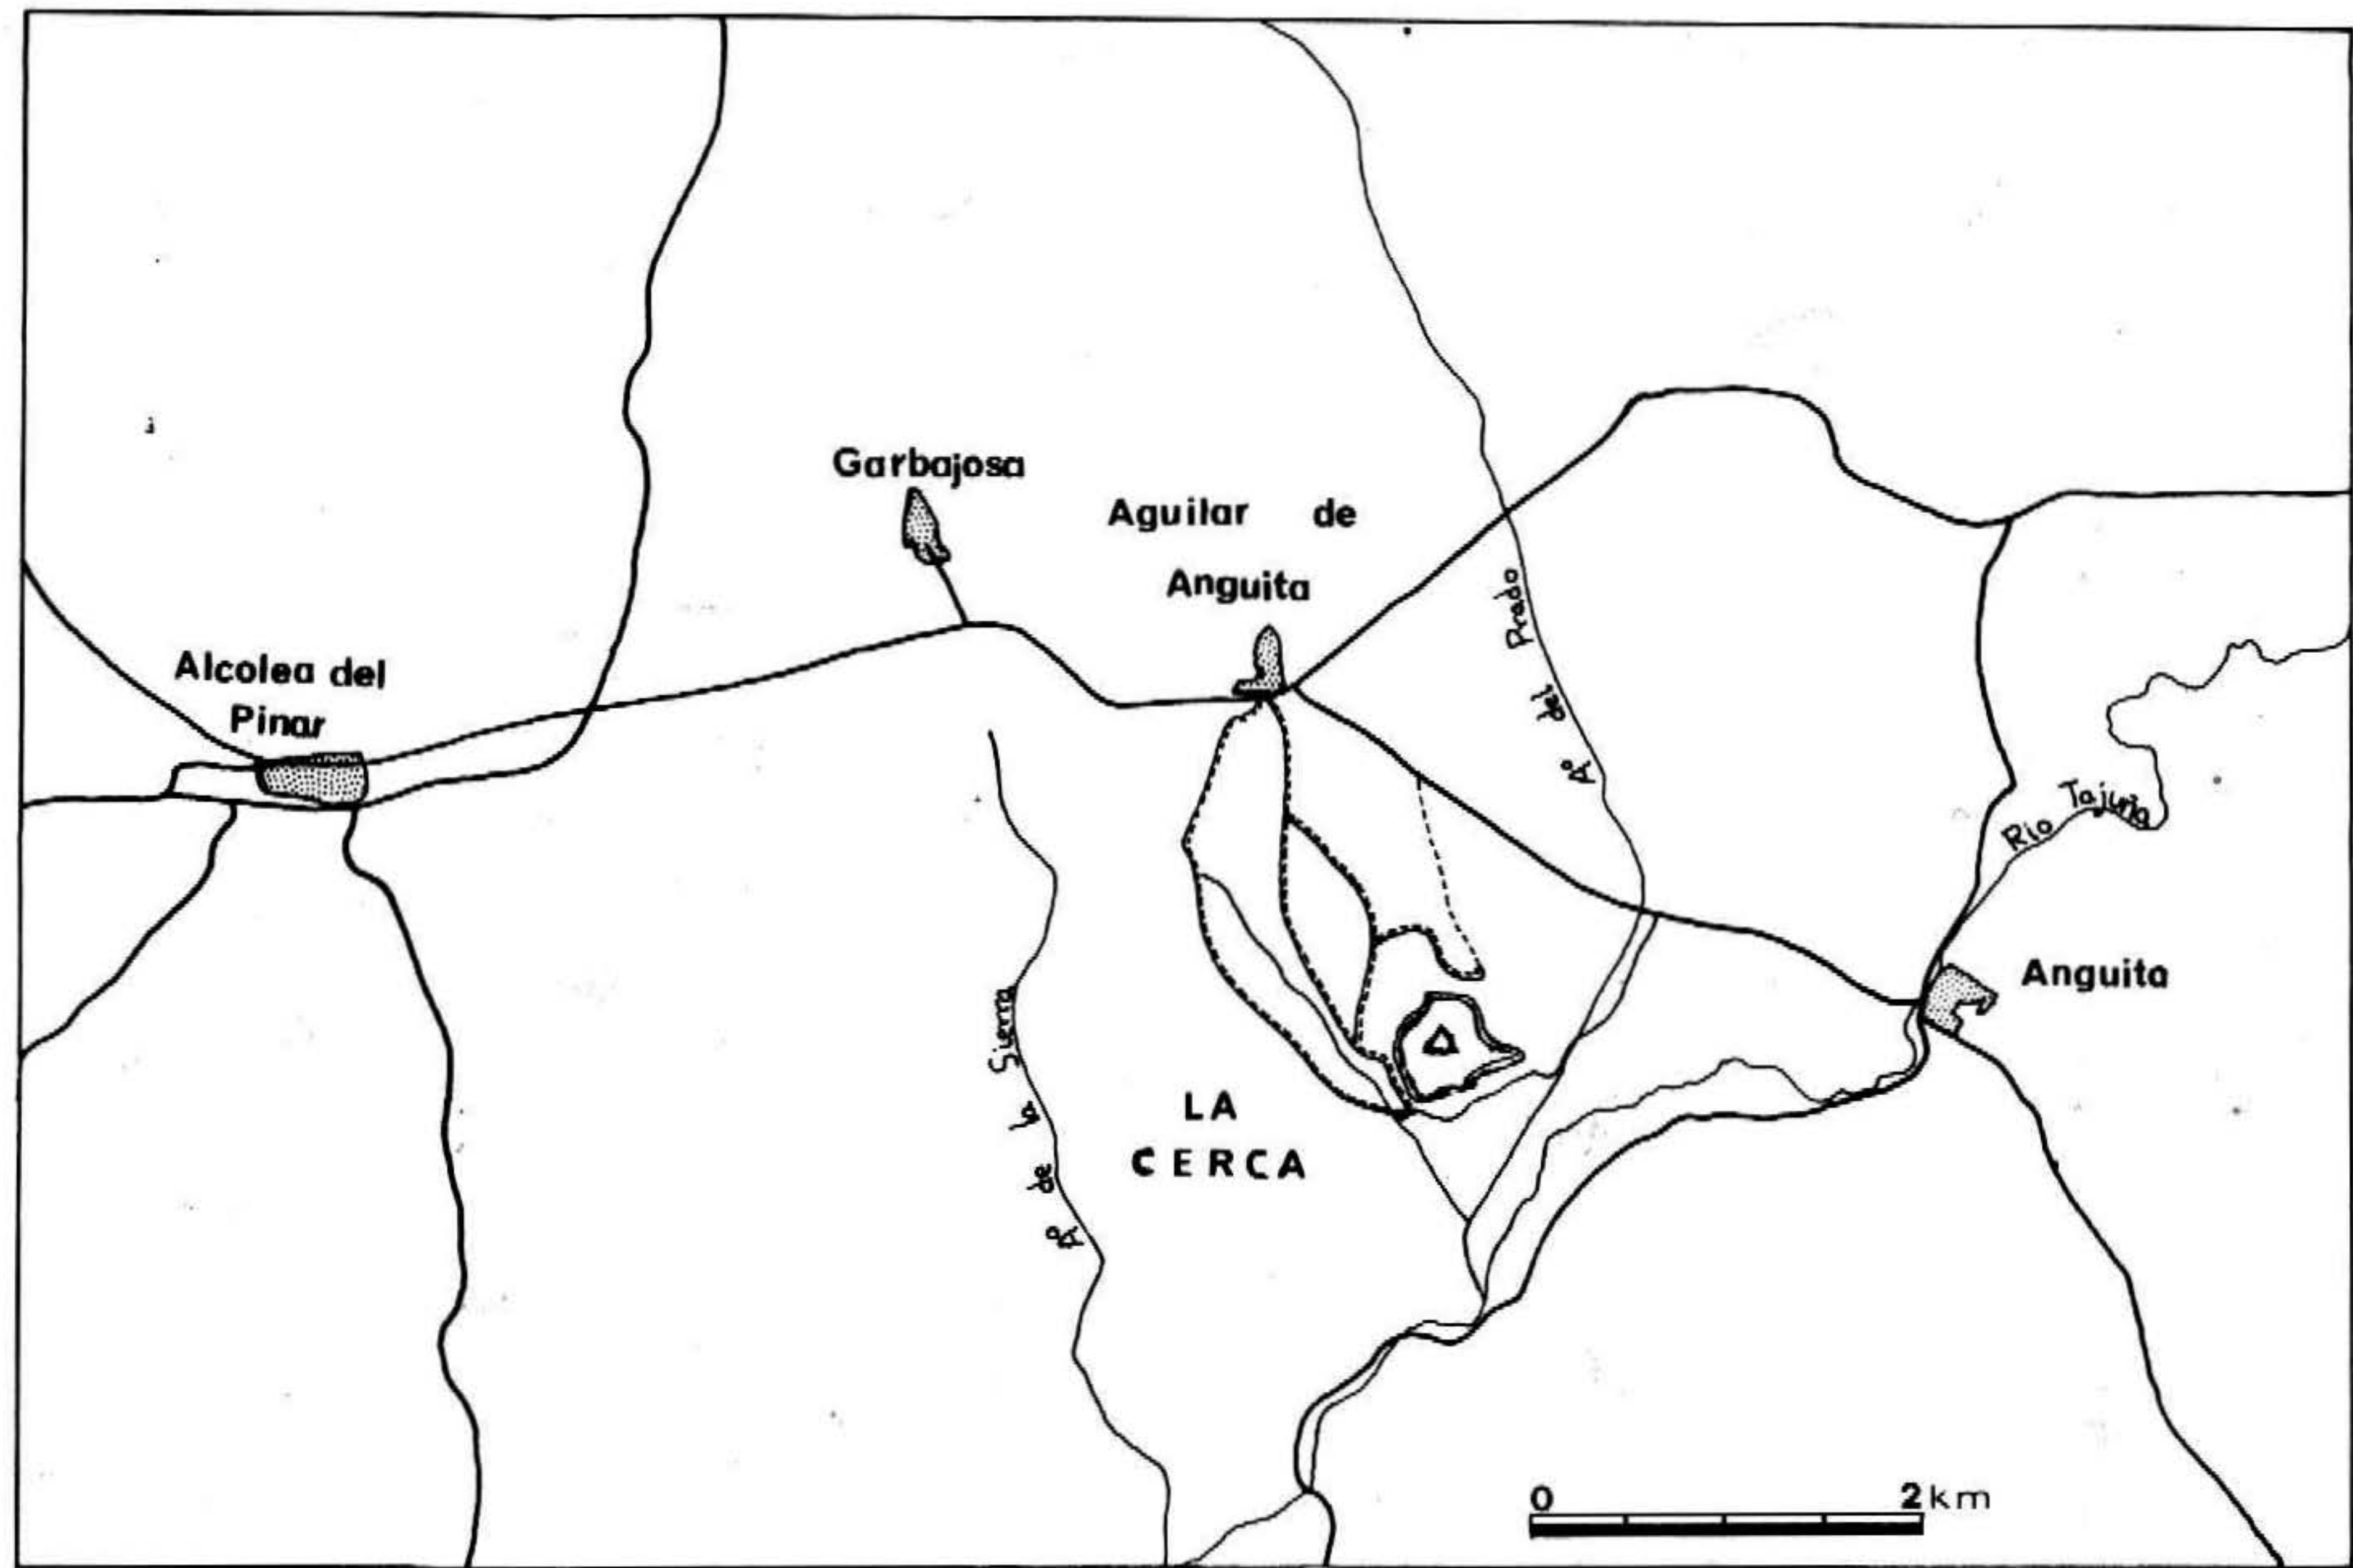 Garbajosa
Aguilar de
Anguita
Alcolea del
Pinar
Aº del Prado
Rio Tajuña
Anguita
Aº de la Sierra
LA
CERCA
0 2 km